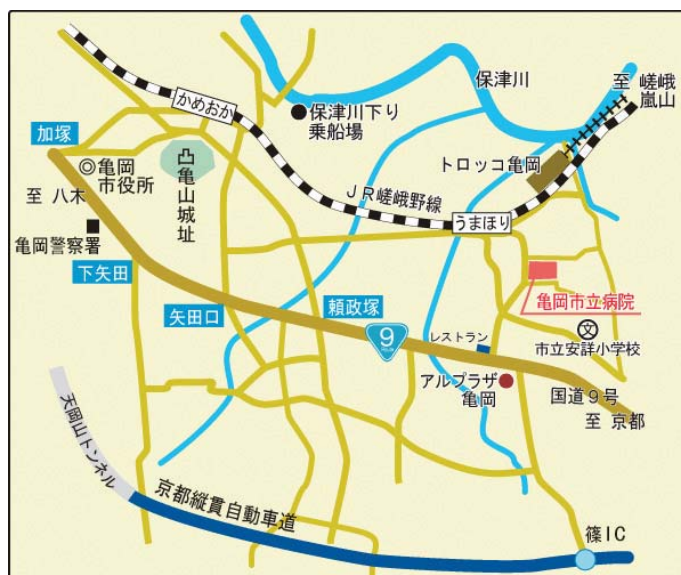 保津川
至 嵯峨
嵐山
かめおか
保津川下り
乗船場
加塚
亀岡
市役所
凸亀山城址
トロッコ亀岡
至 八木
JR嵯峨野線
うまほり
亀岡警察署
下矢田
矢田口
頼政塚
9
亀岡市立病院
レストラン
文
市立安詳小学校
アルプラザ
亀岡
国道9号
至 京都
天岡山トンネル
京都縦貫自動車道
篠IC